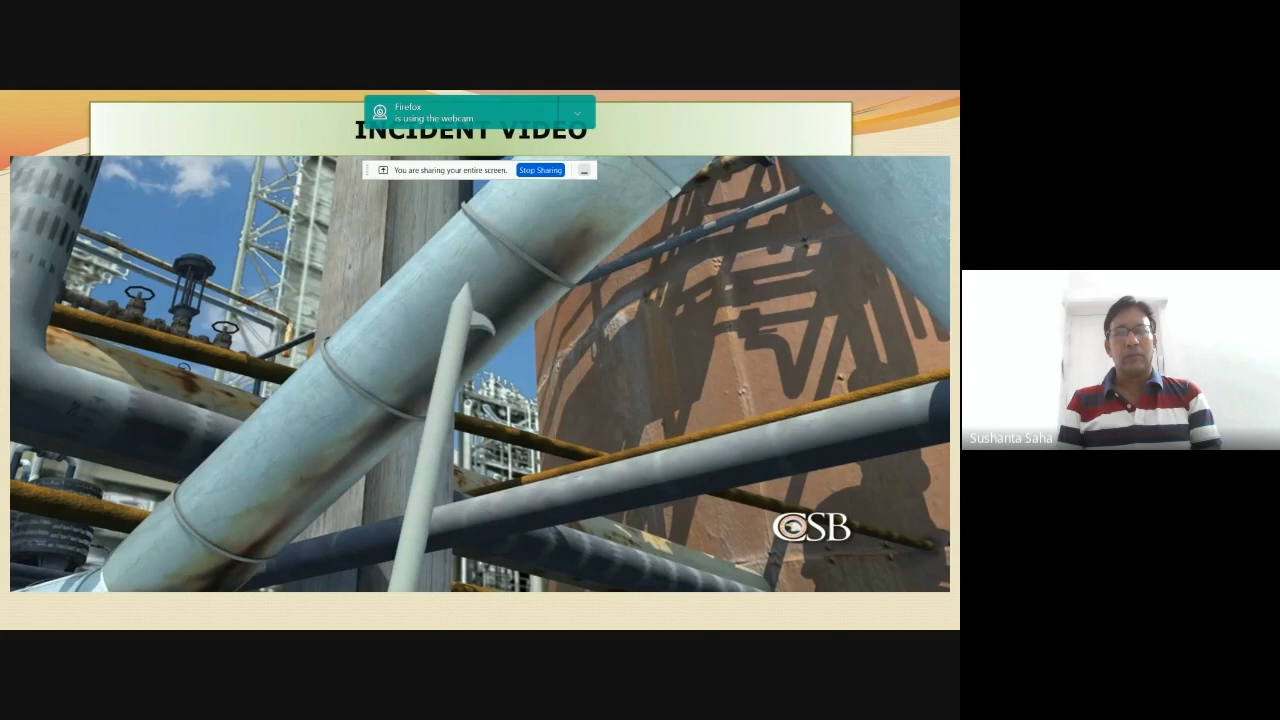 Firefox
is using the webcam
INCIDENT VIDEO
You are sharing your entire screen. Stop Sharing
CSB
Sushanta Saha